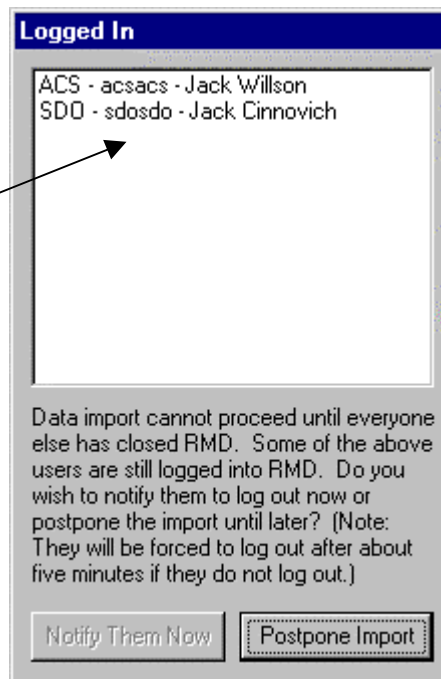 Logged In
ACS - acsacs - Jack Willson
SDO - sdosdo - Jack Cinnovich
Data import cannot proceed until everyone
else has closed RMD.  Some of the above
users are still logged into RMD.  Do you
wish to notify them to log out now or
postpone the import until later?  (Note:
They will be forced to log out after about
five minutes if they do not log out.)
Notify Them Now
Postpone Import